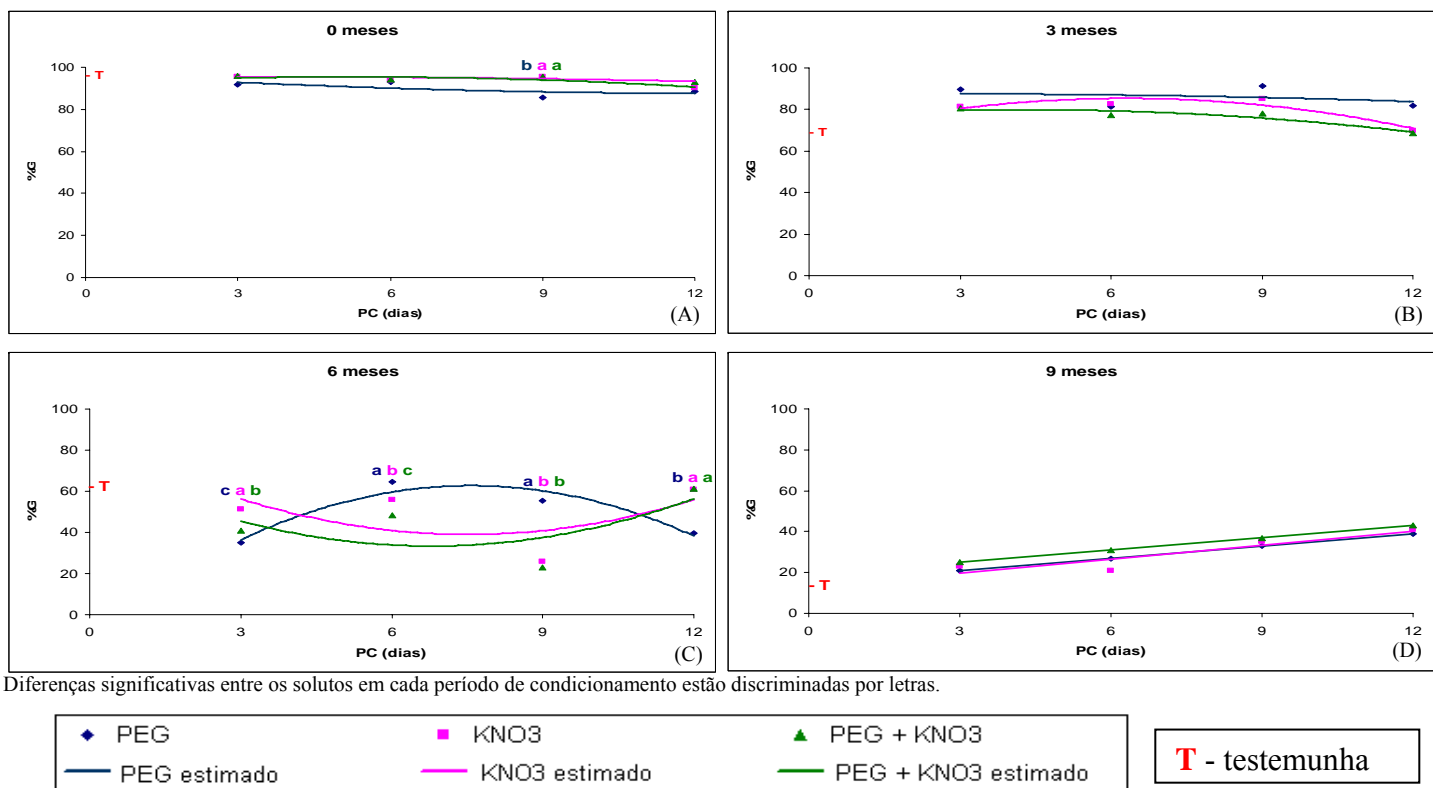 0 meses
100
80
60
40
20
0
%G
T
b a a
0 3 6 9 12
PC (dias)
(A)
3 meses
100
80
60
40
20
0
%G
T
0 3 6 9 12
PC (dias)
(B)
6 meses
100
80
60
40
20
0
%G
T
c a b
a b c
a b b
b a a
0 3 6 9 12
PC (dias)
(C)
9 meses
100
80
60
40
20
0
%G
T
0 3 6 9 12
PC (dias)
(D)
Diferenças significativas entre os solutos em cada período de condicionamento estão discriminadas por letras.
PEG KNO3 PEG + KNO3
PEG estimado KNO3 estimado PEG + KNO3 estimado
T - testemunha